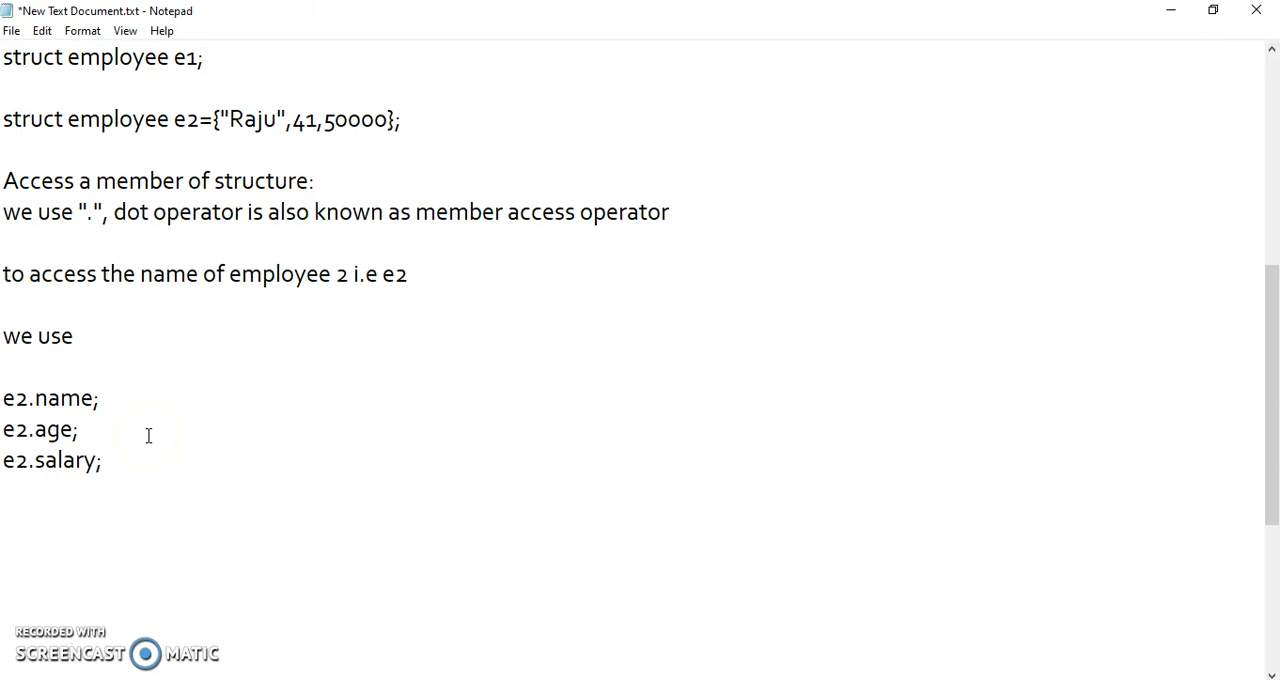 *New Text Document.txt - Notepad
File Edit Format View Help
struct employee e1;
struct employee e2={"Raju",41,50000};
Access a member of structure:
we use ".", dot operator is also known as member access operator
to access the name of employee 2 i.e e2
we use
e2.name;
e2.age;
e2.salary;
RECORDED WITH
SCREENCAST MATIC